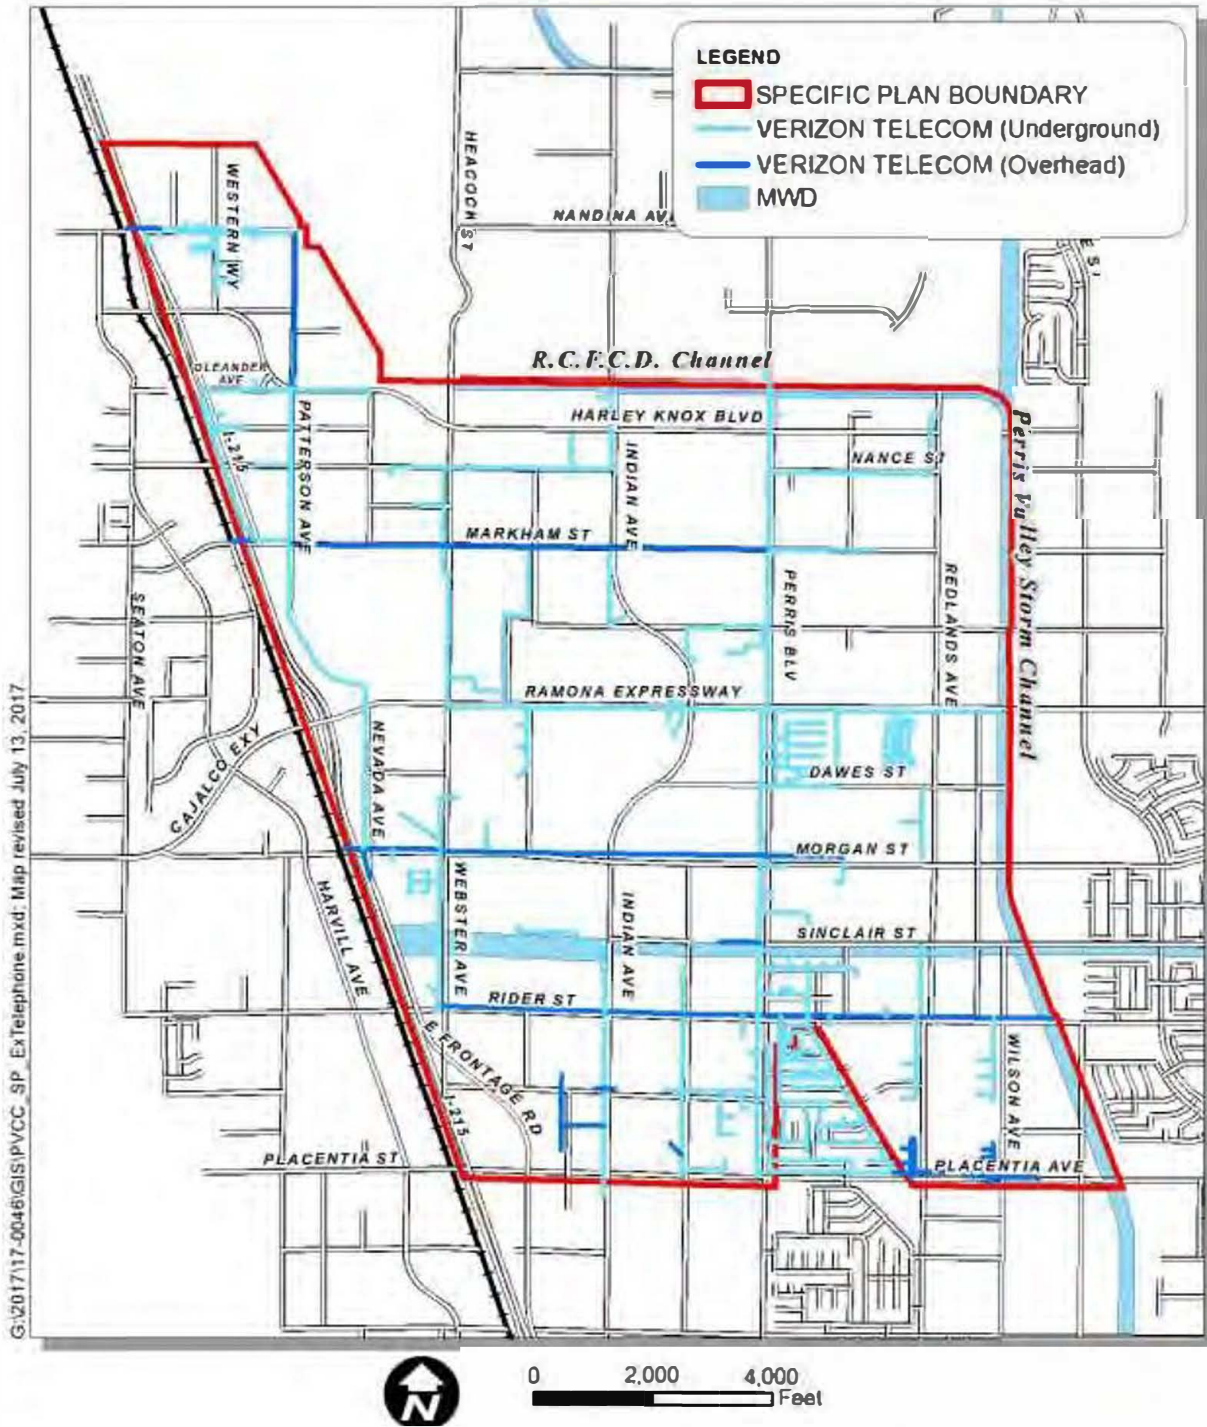 LEGEND
SPECIFIC PLAN BOUNDARY
VERIZON TELECOM (Underground)
VERIZON TELECOM (Overhead)
MWD
HEACOCK ST
WESTERN WY
NANDINA AVE
E ST
R.C.F.C.D. Channel
OLEANDER
AVE
HARLEY KNOX BLVD
PATTERSON AVE
I-215
INDIAN AVE
NANCE ST
Perris Valley Storm Channel
MARKHAM ST
SEATON AVE
PERRIS BLV
REDLANDS AVE
RAMONA EXPRESSWAY
NEVADA AVE
CAJALCO EXY
DAWES ST
MORGAN ST
HARVILL AVE
WEBSTER AVE
INDIAN AVE
SINCLAIR ST
RIDER ST
E FRONTAGE RD
WILSON AVE
I-215
PLACENTIA ST
PLACENTIA AVE
G:\2017\17-0046\GIS\PVCC_SP_ExTelephone.mxd; Map revised July 13, 2017.
N
0 2,000 4,000
Feet